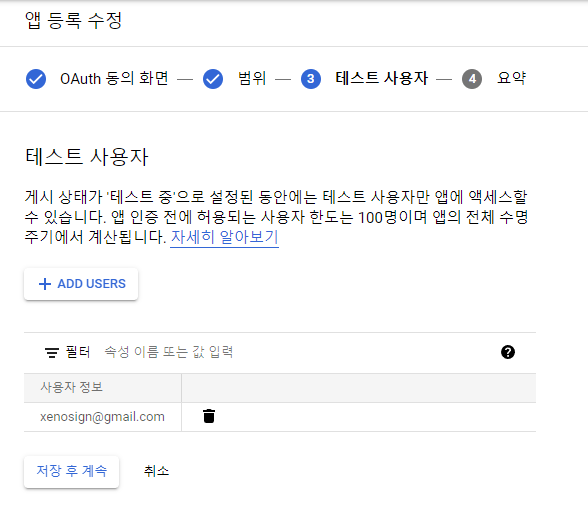 앱 등록 수정
OAuth 동의 화면 — 범위 — 3 테스트 사용자 — 4 요약
테스트 사용자
게시 상태가 '테스트 중'으로 설정된 동안에는 테스트 사용자만 앱에 액세스할
수 있습니다. 앱 인증 전에 허용되는 사용자 한도는 100명이며 앱의 전체 수명
주기에서 계산됩니다. 자세히 알아보기
+ ADD USERS
필터 속성 이름 또는 값 입력 ?
사용자 정보
xenosign@gmail.com
저장 후 계속 취소